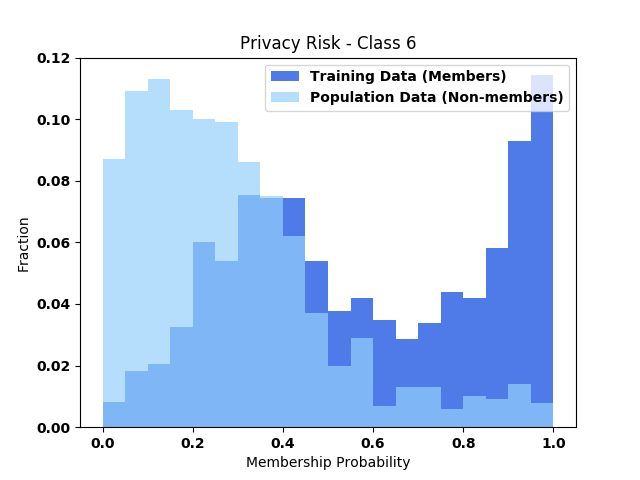 Privacy Risk - Class 6
Training Data (Members)
Population Data (Non-members)
0.12
0.10
0.08
0.06
0.04
0.02
0.00
Fraction
0.0 0.2 0.4 0.6 0.8 1.0
Membership Probability